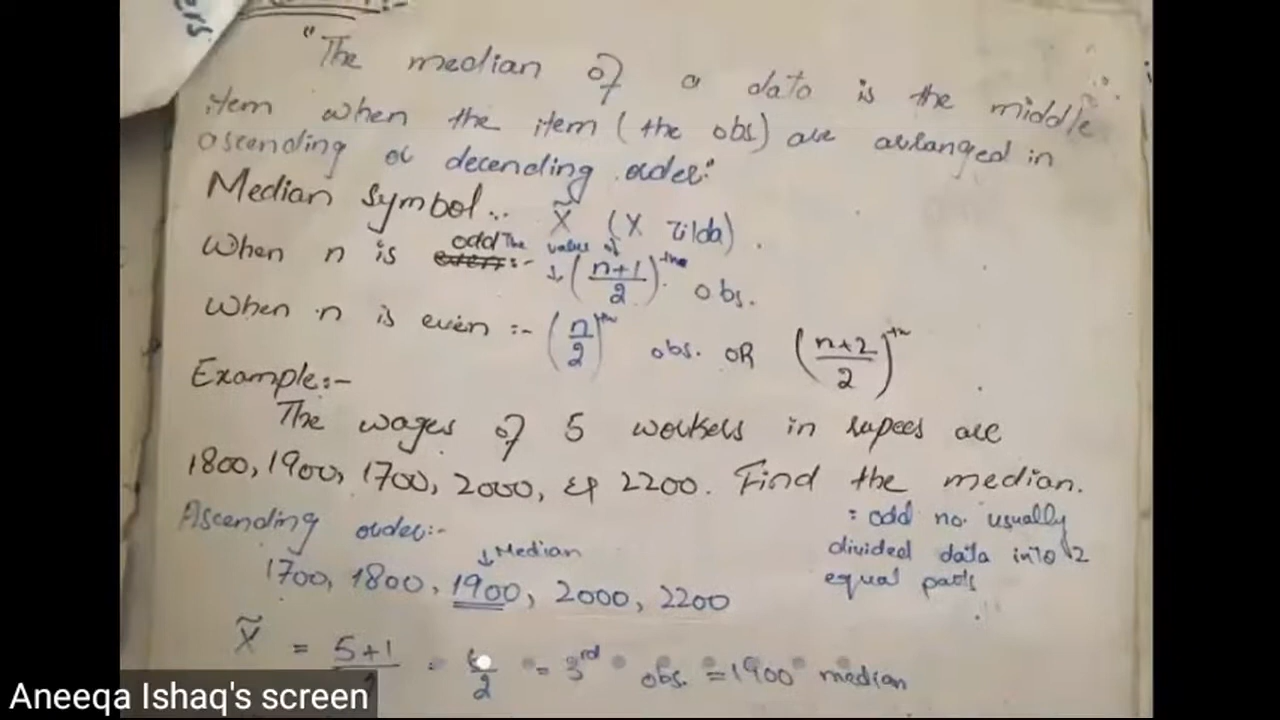 ers
"The median of a data is the middle
item when the item (the obs) are arranged in
ascending or decending order."
Median symbol.. X̃ (X Tilda).
When n is even odd :- The value of ↓ (n+1/2)the obs.
When n is even :- (n/2)th obs. OR (n+2/2)th
Example:-
The wages of 5 workers in rupees are
1800, 1900, 1700, 2000, & 2200. Find the median.
Ascending order:-
↓Median
1700, 1800, 1900, 2000, 2200
: odd no. usually
divided data into 2
equal parts
X̃ = 5+1/2 = 6/2 = 3rd obs. = 1900 median
Aneeqa Ishaq's screen